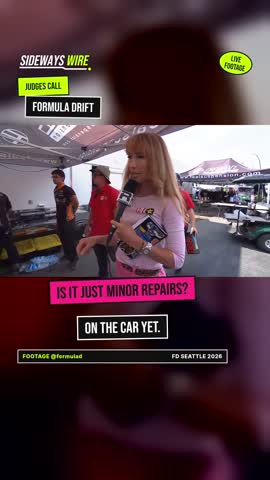 SIDEWAYS WIRE.
LIVE
FOOTAGE
JUDGES CALL
FORMULA DRIFT
IS IT JUST MINOR REPAIRS?
ON THE CAR YET.
FOOTAGE @formulad
FD SEATTLE 2026